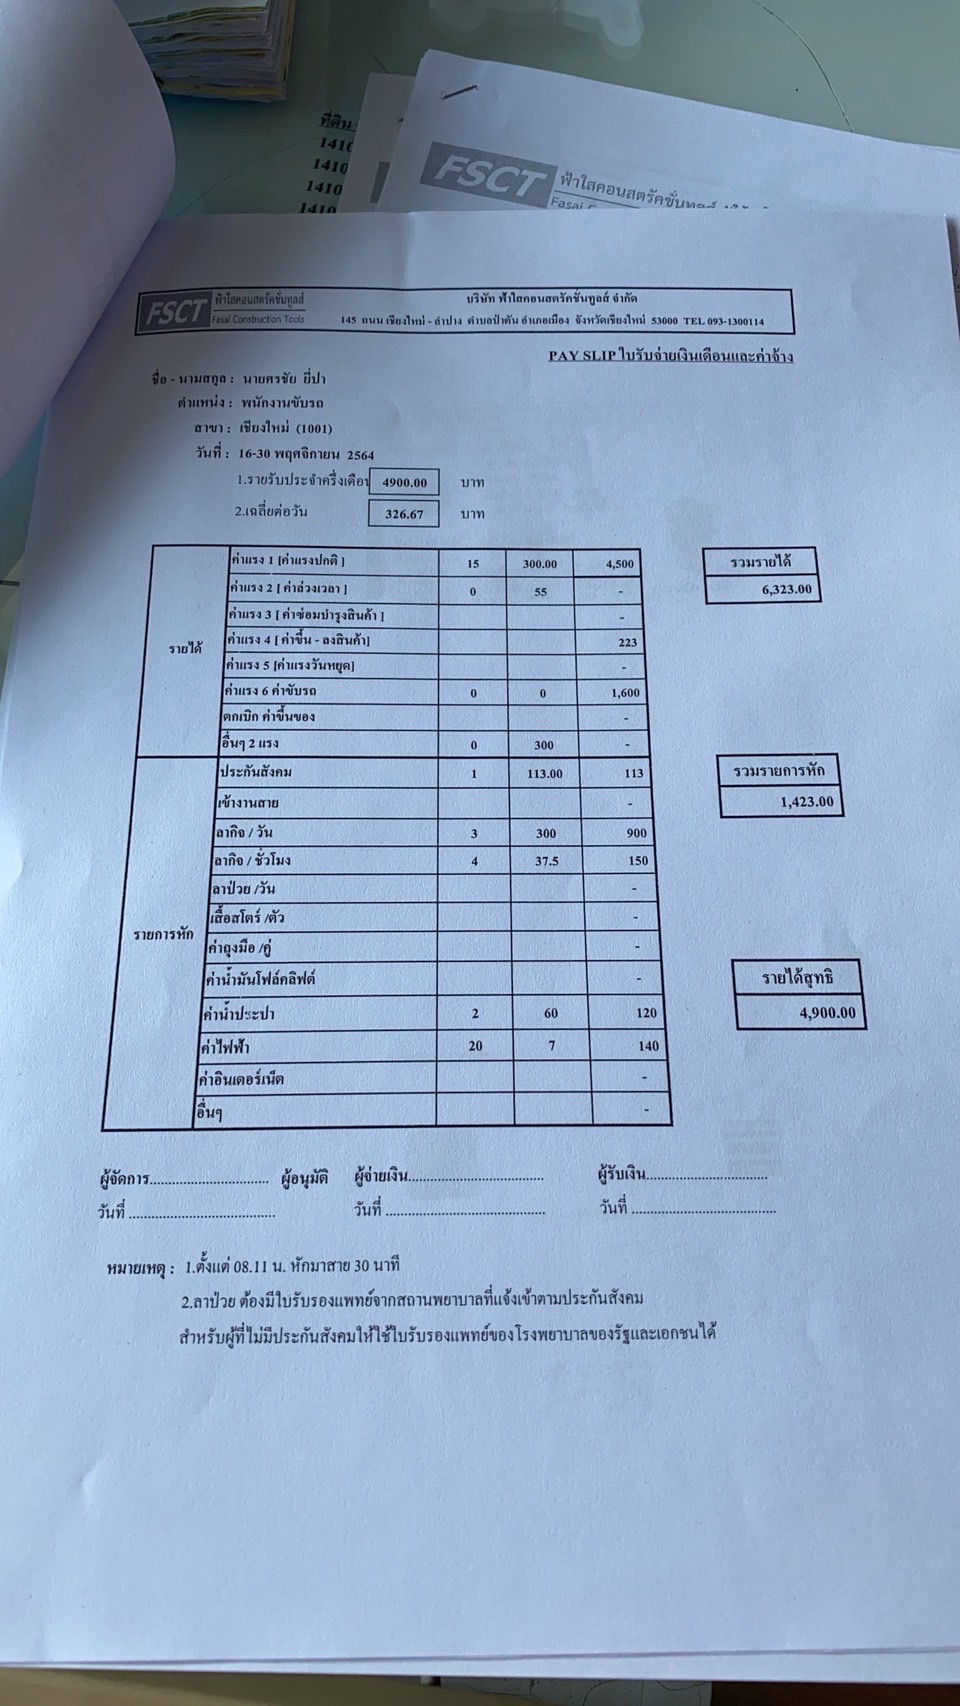 ที่ดิน
1410
1410
1410
1410
FSCT ฟ้าใสคอนสตรัคชั่นทูลส์
FSCT ฟ้าใสคอนสตรัคชั่นทูลส์
Fasai Construction Tools
บริษัท ฟ้าใสคอนสตรัคชั่นทูลส์ จำกัด
145 ถนน เชียงใหม่ - ลำปาง ตำบลป่าตัน อำเภอเมือง จังหวัดเชียงใหม่ 53000 TEL 093-1300114
PAY SLIP ใบรับจ่ายเงินเดือนและค่าจ้าง
ชื่อ - นามสกุล : นายศรชัย ยี่ปา
ตำแหน่ง : พนักงานขับรถ
สาขา : เชียงใหม่ (1001)
วันที่ : 16-30 พฤศจิกายน 2564
1.รายรับประจำครึ่งเดือน 4900.00 บาท
2.เฉลี่ยต่อวัน 326.67 บาท
รายได้
ค่าแรง 1 [ค่าแรงปกติ ] 15 300.00 4,500
ค่าแรง 2 [ ค่าล่วงเวลา ] 0 55 -
ค่าแรง 3 [ ค่าซ่อมบำรุงสินค้า ] -
ค่าแรง 4 [ ค่าขึ้น - ลงสินค้า] 223
ค่าแรง 5 [ค่าแรงวันหยุด] -
ค่าแรง 6 ค่าขับรถ 0 0 1,600
ตกเบิก ค่าขึ้นของ -
อื่นๆ 2 แรง 0 300 -
รวมรายได้
6,323.00
รายการหัก
ประกันสังคม 1 113.00 113
เข้างานสาย -
ลากิจ / วัน 3 300 900
ลากิจ / ชั่วโมง 4 37.5 150
ลาป่วย /วัน -
เสื้อสโตร์ /ตัว -
ค่าถุงมือ /คู่ -
ค่าน้ำมันโฟล์คลิฟต์ -
ค่าน้ำประปา 2 60 120
ค่าไฟฟ้า 20 7 140
ค่าอินเตอร์เน็ต -
อื่นๆ -
รวมรายการหัก
1,423.00
รายได้สุทธิ
4,900.00
ผู้จัดการ................................ ผู้อนุมัติ ผู้จ่ายเงิน.................................... ผู้รับเงิน................................
วันที่ ....................................... วันที่ .......................................... วันที่ ......................................
หมายเหตุ : 1.ตั้งแต่ 08.11 น. หักมาสาย 30 นาที
2.ลาป่วย ต้องมีใบรับรองแพทย์จากสถานพยาบาลที่แจ้งเข้าตามประกันสังคม
สำหรับผู้ที่ไม่มีประกันสังคมให้ใช้ใบรับรองแพทย์ของโรงพยาบาลของรัฐและเอกชนได้